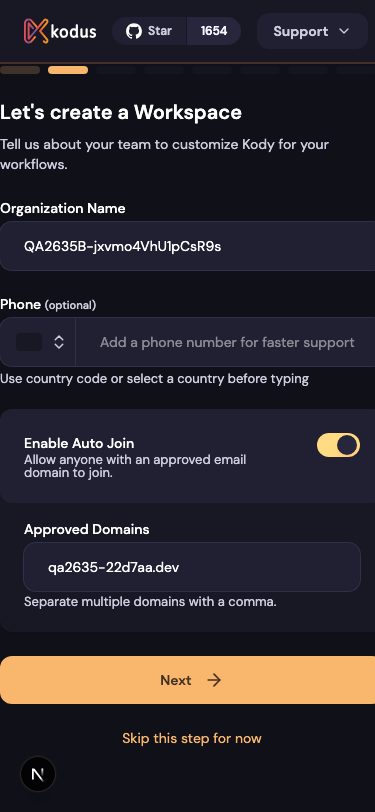 kodus
Star 1654
Support
Let's create a Workspace
Tell us about your team to customize Kody for your
workflows.
Organization Name
QA2635B-jxvmo4VhU1pCsR9s
Phone (optional)
Add a phone number for faster support
Use country code or select a country before typing
Enable Auto Join
Allow anyone with an approved email
domain to join.
Approved Domains
qa2635-22d7aa.dev
Separate multiple domains with a comma.
Next
Skip this step for now
N